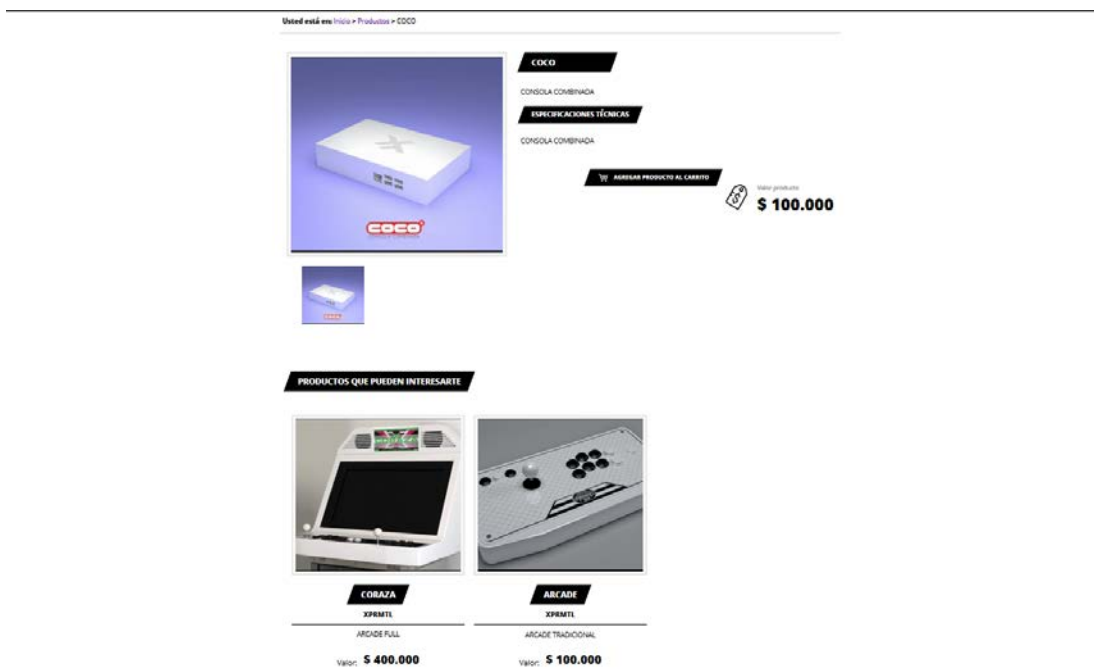 Usted está en: Inicio > Productos > COCO
COCO
CONSOLA COMBINADA
ESPECIFICACIONES TÉCNICAS
CONSOLA COMBINADA
AGREGAR PRODUCTO AL CARRITO
Valor producto
$ 100.000
COCO
PRODUCTOS QUE PUEDEN INTERESARTE
CORAZA
XPRMTL
ARCADE FULL
Valor: $ 400.000
ARCADE
XPRMTL
ARCADE TRADICIONAL
Valor: $ 100.000